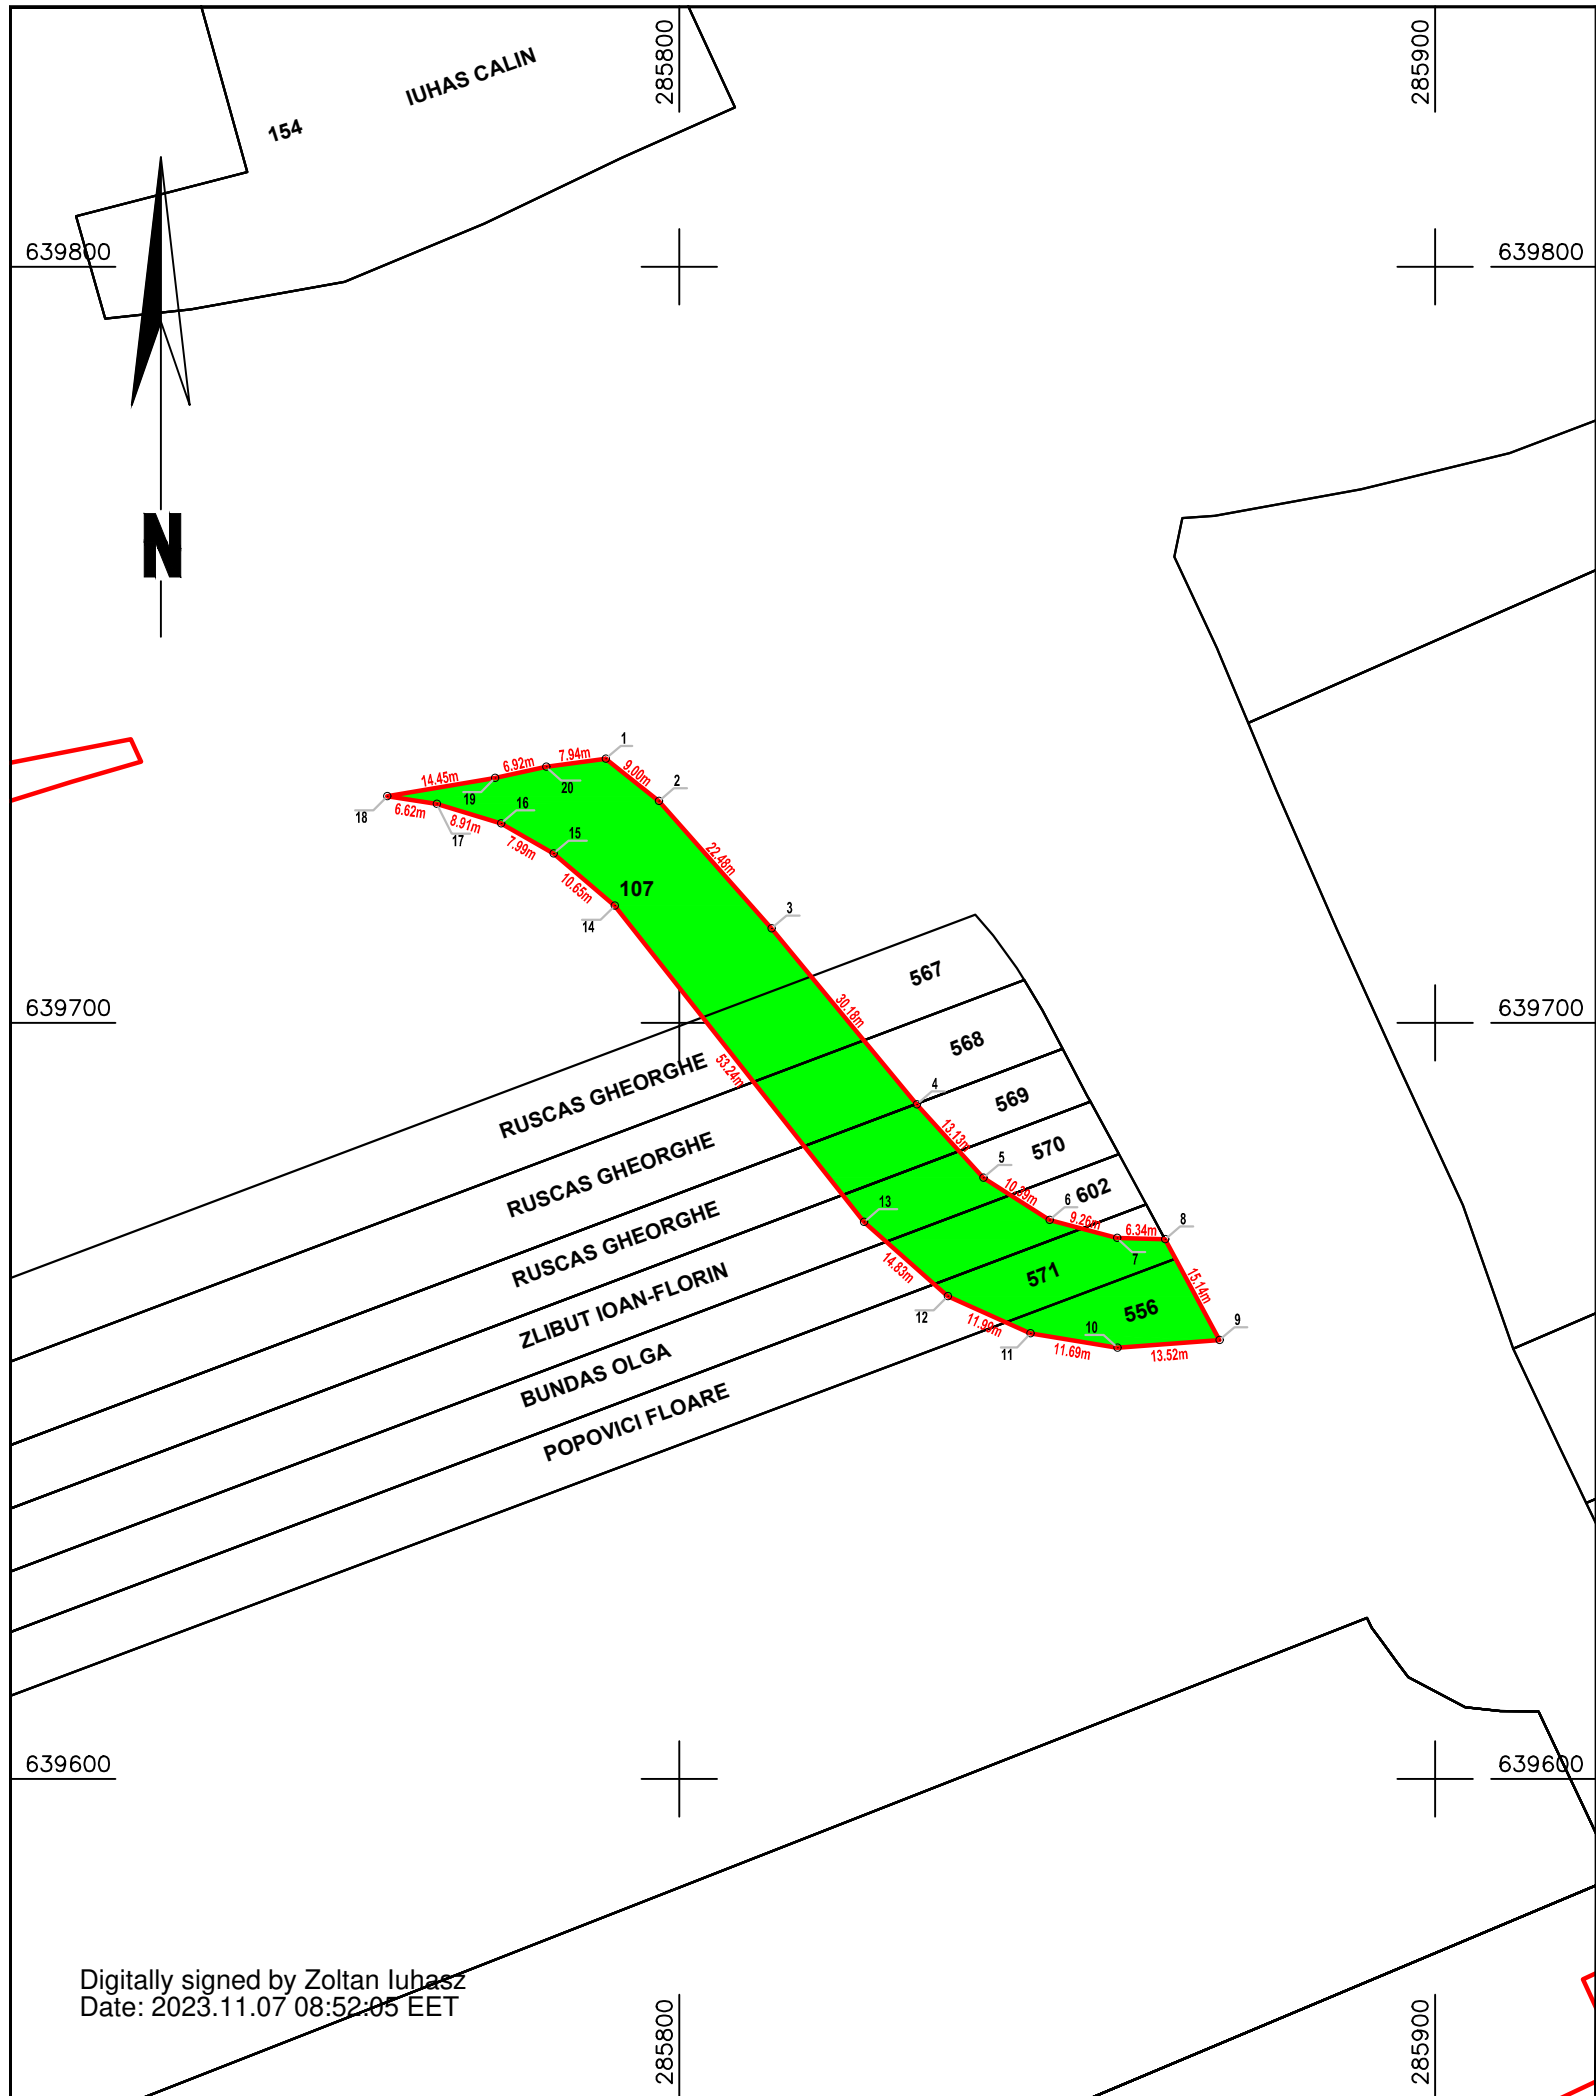 285800
285900
IUHAS CALIN
154
639800
639800
N
1
7.94m
6.92m
9.00m
14.45m
2
20
19
16
18
6.62m
8.91m
17
7.99m
15
22.48m
10.65m
107
14
3
567
639700
639700
30.18m
568
RUSCAS GHEORGHE
53.24m
4
569
13.13m
570
RUSCAS GHEORGHE
5
10.39m
602
6
13
9.26m
6.34m
8
RUSCAS GHEORGHE
7
14.83m
571
15.14m
ZLIBUT IOAN-FLORIN
556
12
11.99m
10
9
11
11.69m
13.52m
BUNDAS OLGA
POPOVICI FLOARE
639600
639600
Digitally signed by Zoltan Iuhasz
Date: 2023.11.07 08:52:05 EET
285800
285900